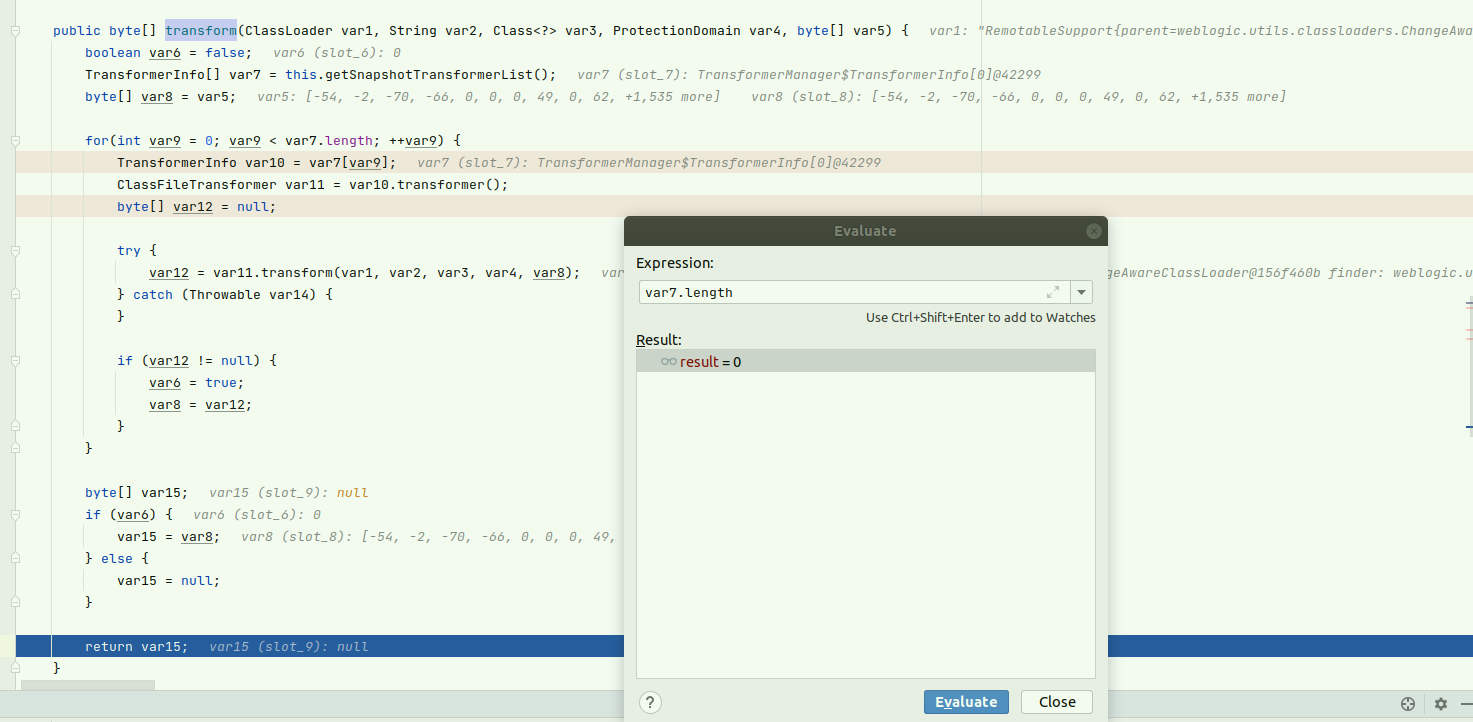 public byte[] transform(ClassLoader var1, String var2, Class<?> var3, ProtectionDomain var4, byte[] var5) {   var1: "RemotableSupport{parent=weblogic.utils.classloaders.ChangeAwa
boolean var6 = false;   var6 (slot_6): 0
TransformerInfo[] var7 = this.getSnapshotTransformerList();   var7 (slot_7): TransformerManager$TransformerInfo[0]@42299
byte[] var8 = var5;   var5: [-54, -2, -70, -66, 0, 0, 0, 49, 0, 62, +1,535 more]    var8 (slot_8): [-54, -2, -70, -66, 0, 0, 0, 49, 0, 62, +1,535 more]
for(int var9 = 0; var9 < var7.length; ++var9) {
TransformerInfo var10 = var7[var9];   var7 (slot_7): TransformerManager$TransformerInfo[0]@42299
ClassFileTransformer var11 = var10.transformer();
byte[] var12 = null;
try {
var12 = var11.transform(var1, var2, var3, var4, var8);   var geAwareClassLoader@156f460b finder: weblogic.u
} catch (Throwable var14) {
}
if (var12 != null) {
var6 = true;
var8 = var12;
}
}
byte[] var15;   var15 (slot_9): null
if (var6) {   var6 (slot_6): 0
var15 = var8;   var8 (slot_8): [-54, -2, -70, -66, 0, 0, 0, 49,
} else {
var15 = null;
}
return var15;   var15 (slot_9): null
}
Evaluate
Expression:
var7.length
Use Ctrl+Shift+Enter to add to Watches
Result:
result = 0
?
Evaluate
Close